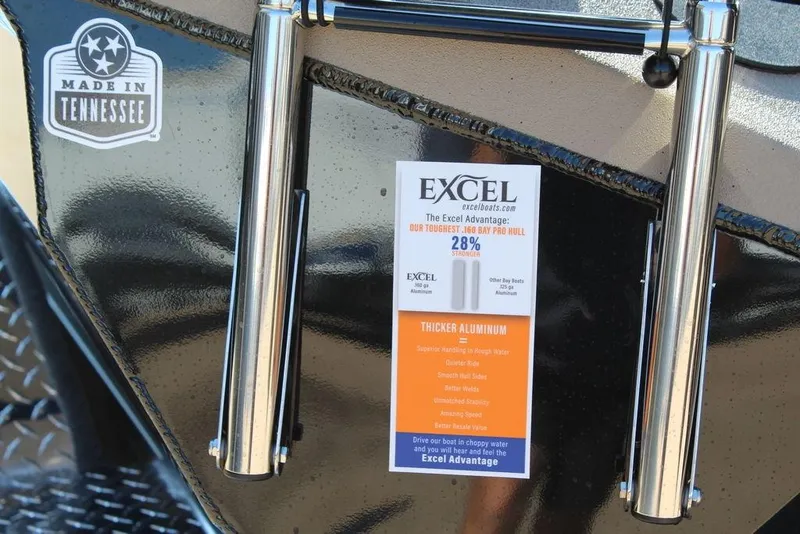 MADE IN
TENNESSEE
EXCEL
excelboats.com
The Excel Advantage:
OUR TOUGHEST .160 BAY PRO HULL
28%
STRONGER
EXCEL
160 ga
Aluminum
Other Bay Boats
125 ga
Aluminum
THICKER ALUMINUM
=
Superior Handling in Rough Water
Quieter Ride
Smooth Hull Sides
Better Welds
Unmatched Stability
Amazing Speed
Better Resale Value
Drive our boat in choppy water
and you will hear and feel the
Excel Advantage